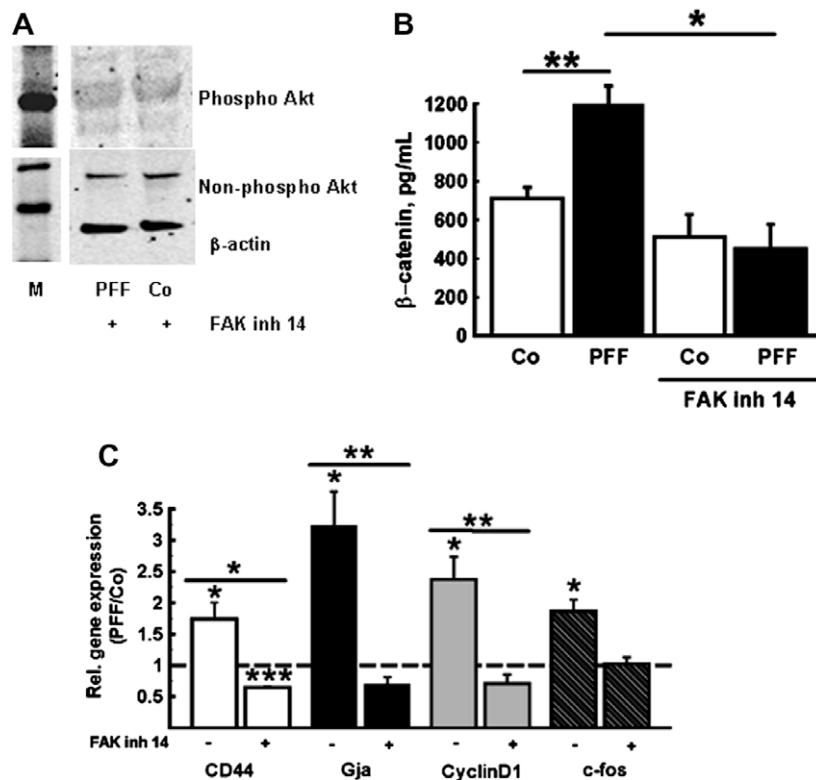 A
Phospho Akt
Non-phospho Akt
β-actin
M PFF Co
+ + FAK inh 14
B
*
**
β-catenin, pg/mL
1200
1000
800
600
400
200
0
Co PFF Co PFF
FAK inh 14
C
**
*
**
*
*
*
*
***
Rel. gene expression
(PFF/Co)
3.5
3
2.5
2
1.5
1
0.5
FAK inh 14 - + - + - + - +
CD44 Gja CyclinD1 c-fos